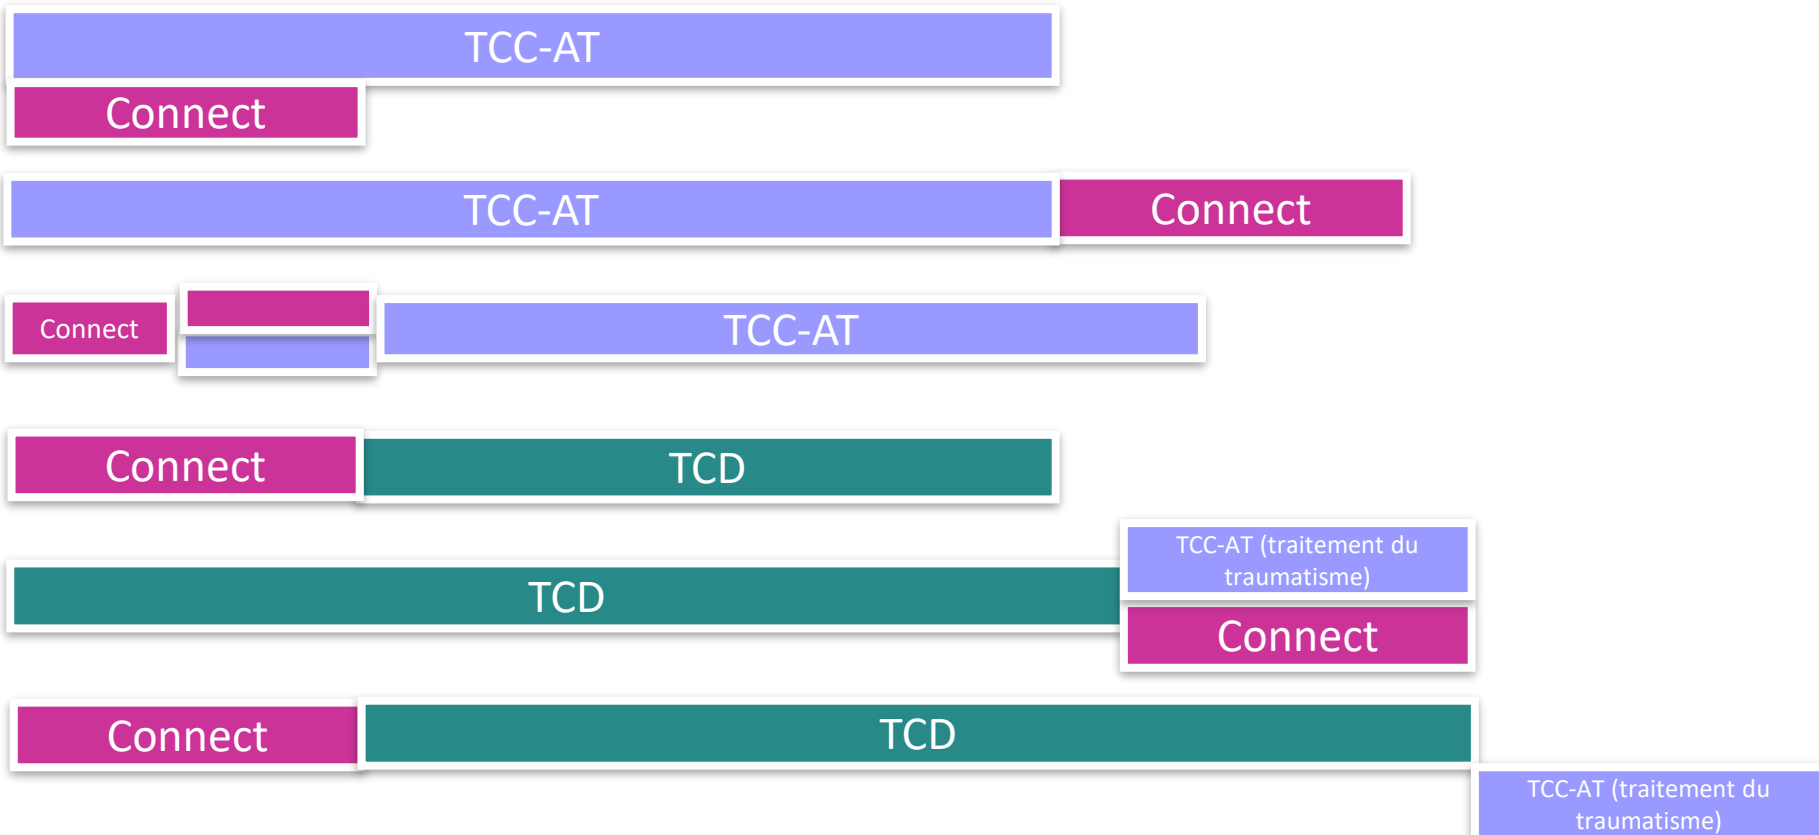 TCC-AT
Connect
TCC-AT
Connect
Connect
TCC-AT
Connect
TCD
TCC-AT (traitement du
traumatisme)
TCD
Connect
Connect
TCD
TCC-AT (traitement du
traumatisme)